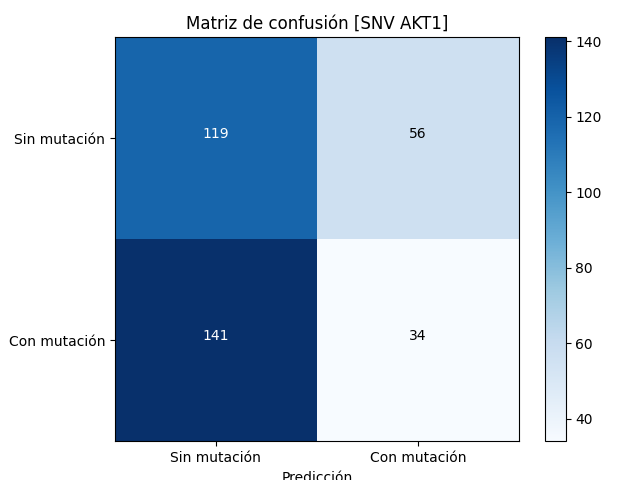 Matriz de confusión [SNV AKT1]
Sin mutación
119
56
Con mutación
141
34
Sin mutación
Con mutación
Predicción
140
120
100
80
60
40